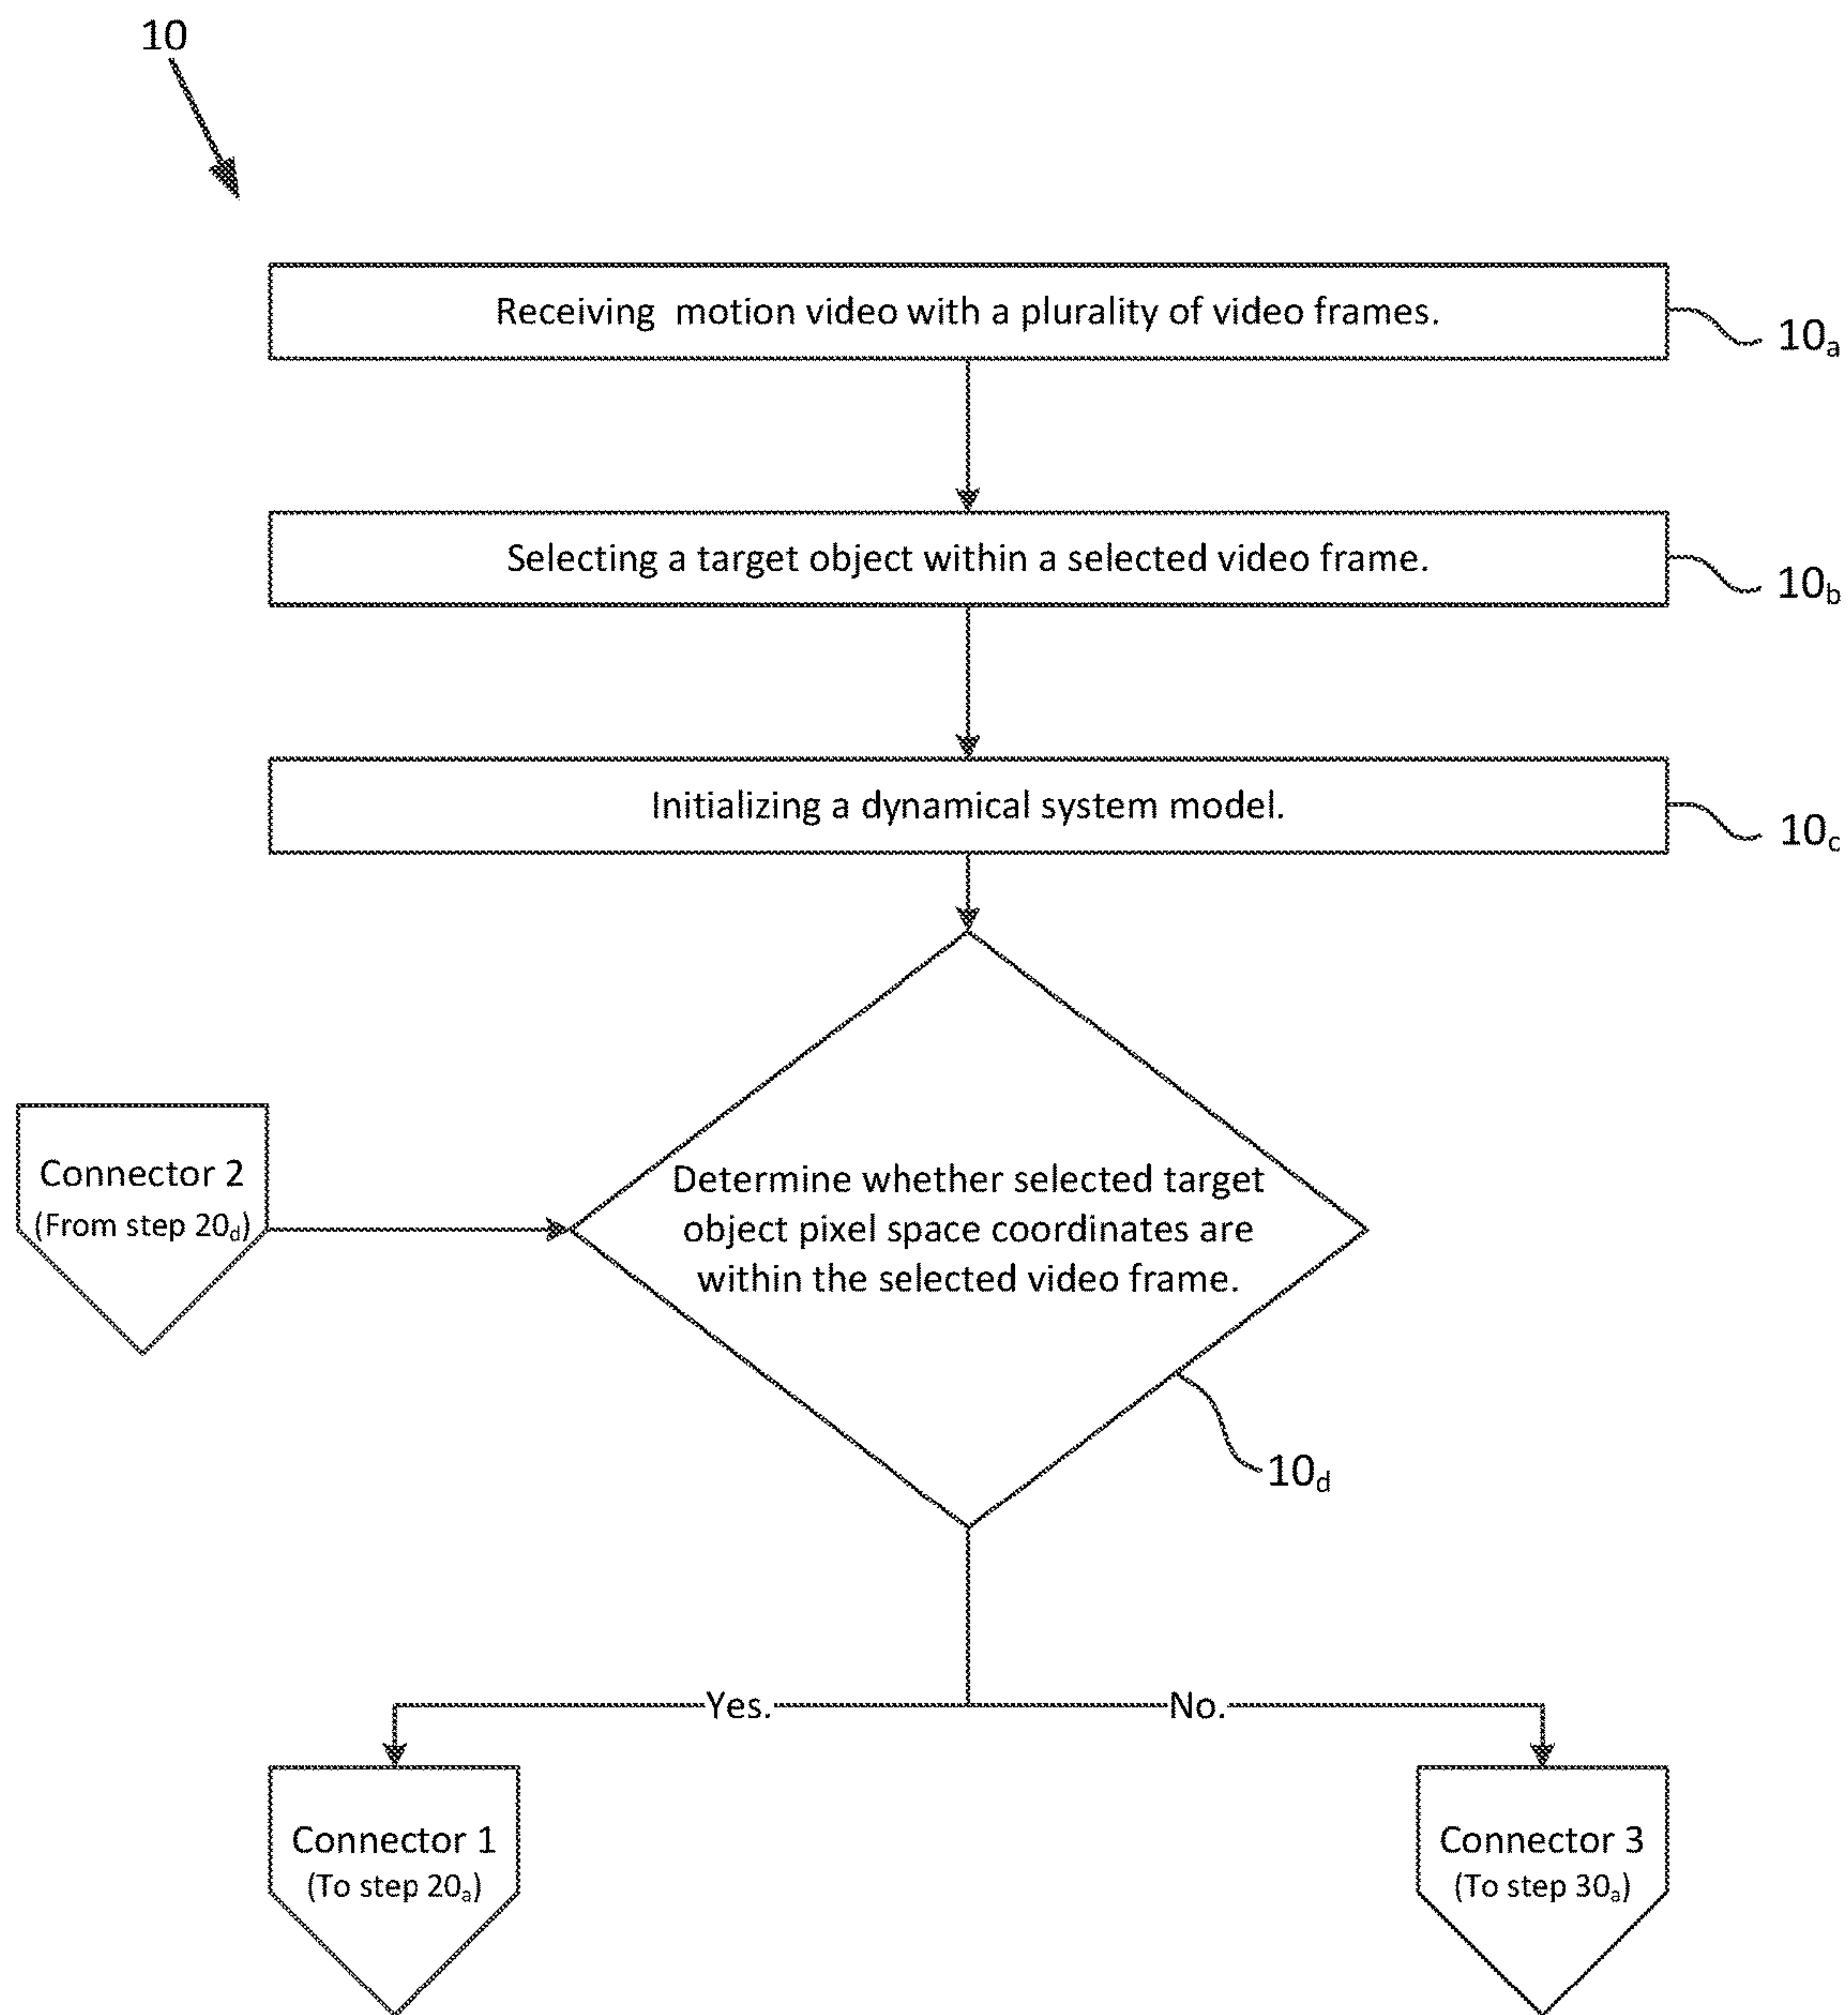 10
Receiving motion video with a plurality of video frames.
10a
Selecting a target object within a selected video frame.
10b
Initializing a dynamical system model.
10c
Connector 2
(From step 20d)
Determine whether selected target
object pixel space coordinates are
within the selected video frame.
10d
Yes.
No.
Connector 1
(To step 20a)
Connector 3
(To step 30a)